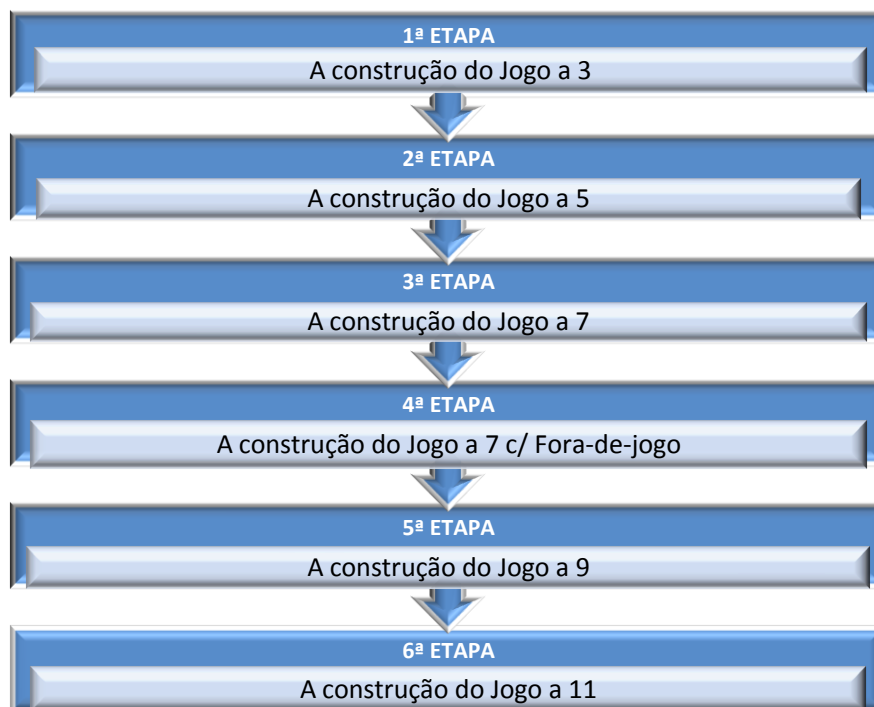 1ª ETAPA
A construção do Jogo a 3
2ª ETAPA
A construção do Jogo a 5
3ª ETAPA
A construção do Jogo a 7
4ª ETAPA
A construção do Jogo a 7 c/ Fora-de-jogo
5ª ETAPA
A construção do Jogo a 9
6ª ETAPA
A construção do Jogo a 11